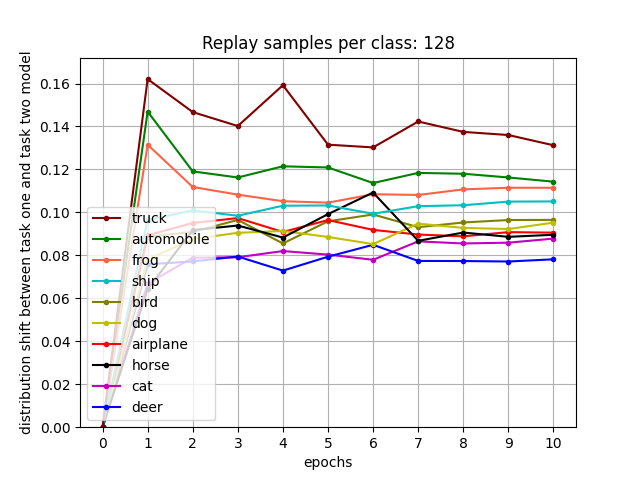 Replay samples per class: 128
distribution shift between task one and task two model
0.16
0.14
0.12
0.10
0.08
0.06
0.04
0.02
0.00
truck
automobile
frog
ship
bird
dog
airplane
horse
cat
deer
0 1 2 3 4 5 6 7 8 9 10
epochs